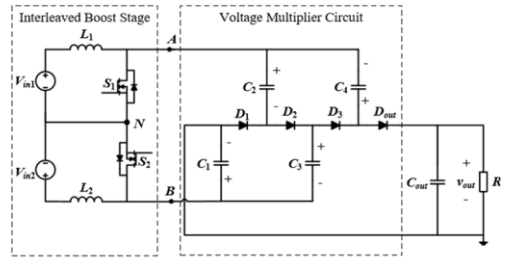 Interleaved Boost Stage
Voltage Multiplier Circuit
L1
A
Vin1
S1
+
-
C2
C4
-
+
D1
D2
D3
Dout
N
Vin2
S2
-
C1
+
+
C3
-
Cout
+
vout
-
R
L2
B